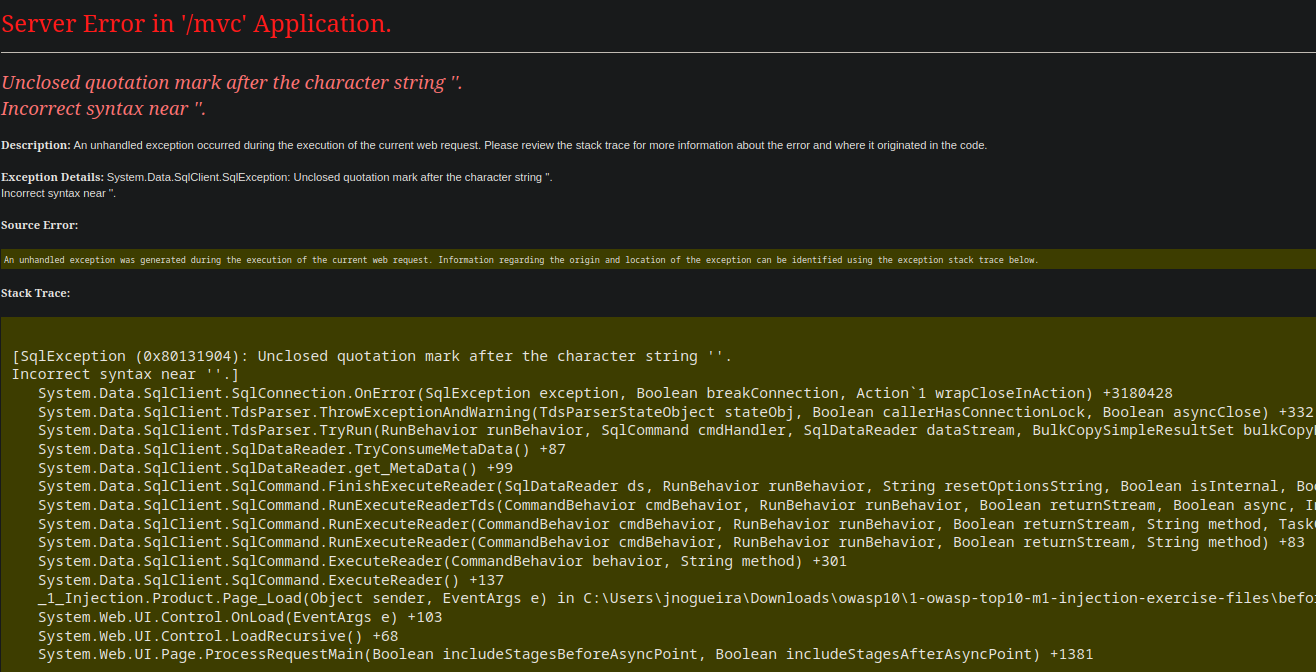 Server Error in '/mvc' Application.
Unclosed quotation mark after the character string ''.
Incorrect syntax near ''.
Description: An unhandled exception occurred during the execution of the current web request. Please review the stack trace for more information about the error and where it originated in the code.
Exception Details: System.Data.SqlClient.SqlException: Unclosed quotation mark after the character string ''.
Incorrect syntax near ''.
Source Error:
An unhandled exception was generated during the execution of the current web request. Information regarding the origin and location of the exception can be identified using the exception stack trace below.
Stack Trace:
[SqlException (0x80131904): Unclosed quotation mark after the character string ''.
Incorrect syntax near ''.]
System.Data.SqlClient.SqlConnection.OnError(SqlException exception, Boolean breakConnection, Action`1 wrapCloseInAction) +3180428
System.Data.SqlClient.TdsParser.ThrowExceptionAndWarning(TdsParserStateObject stateObj, Boolean callerHasConnectionLock, Boolean asyncClose) +332
System.Data.SqlClient.TdsParser.TryRun(RunBehavior runBehavior, SqlCommand cmdHandler, SqlDataReader dataStream, BulkCopySimpleResultSet bulkCopy
System.Data.SqlClient.SqlDataReader.TryConsumeMetaData() +87
System.Data.SqlClient.SqlDataReader.get_MetaData() +99
System.Data.SqlClient.SqlCommand.FinishExecuteReader(SqlDataReader ds, RunBehavior runBehavior, String resetOptionsString, Boolean isInternal, Boo
System.Data.SqlClient.SqlCommand.RunExecuteReaderTds(CommandBehavior cmdBehavior, RunBehavior runBehavior, Boolean returnStream, Boolean async, I
System.Data.SqlClient.SqlCommand.RunExecuteReader(CommandBehavior cmdBehavior, RunBehavior runBehavior, Boolean returnStream, String method, Task
System.Data.SqlClient.SqlCommand.RunExecuteReader(CommandBehavior cmdBehavior, RunBehavior runBehavior, Boolean returnStream, String method) +83
System.Data.SqlClient.SqlCommand.ExecuteReader(CommandBehavior behavior, String method) +301
System.Data.SqlClient.SqlCommand.ExecuteReader() +137
_1_Injection.Product.Page_Load(Object sender, EventArgs e) in C:\Users\jnogueira\Downloads\owasp10\1-owasp-top10-m1-injection-exercise-files\befo
System.Web.UI.Control.OnLoad(EventArgs e) +103
System.Web.UI.Control.LoadRecursive() +68
System.Web.UI.Page.ProcessRequestMain(Boolean includeStagesBeforeAsyncPoint, Boolean includeStagesAfterAsyncPoint) +1381